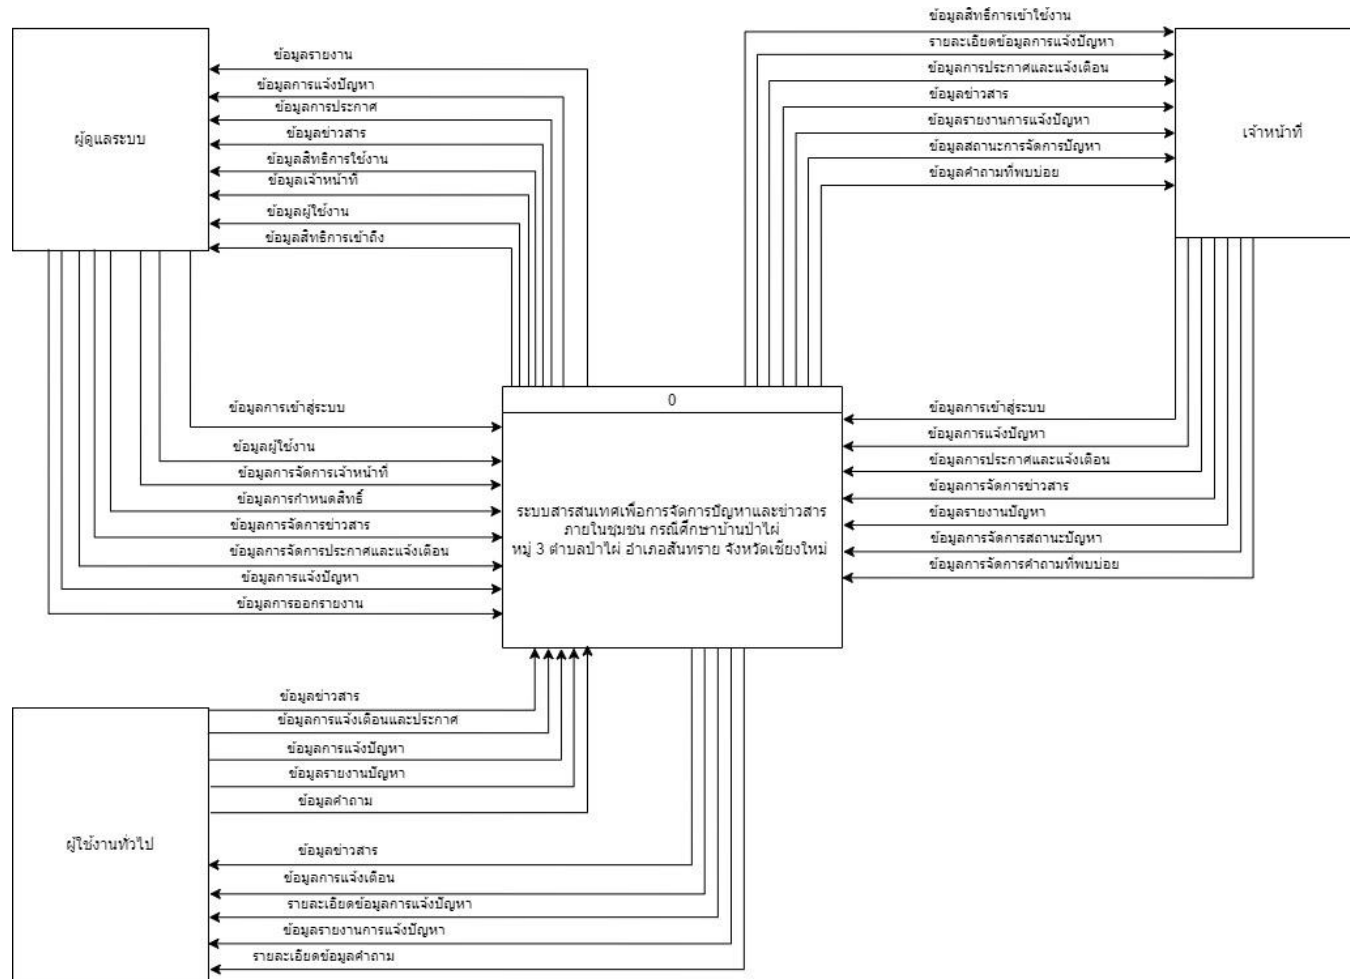 ผู้ดูแลระบบ
ข้อมูลรายงาน
ข้อมูลการแจ้งปัญหา
ข้อมูลการประกาศ
ข้อมูลข่าวสาร
ข้อมูลสิทธิการใช้งาน
ข้อมูลเจ้าหน้าที่
ข้อมูลผู้ใช้งาน
ข้อมูลสิทธิการเข้าถึง
ข้อมูลสิทธิ์การเข้าใช้งาน
รายละเอียดข้อมูลการแจ้งปัญหา
ข้อมูลการประกาศและแจ้งเตือน
ข้อมูลข่าวสาร
ข้อมูลรายงานการแจ้งปัญหา
ข้อมูลสถานะการจัดการปัญหา
ข้อมูลคำถามที่พบบ่อย
เจ้าหน้าที่
ข้อมูลการเข้าสู่ระบบ
ข้อมูลผู้ใช้งาน
ข้อมูลการจัดการเจ้าหน้าที่
ข้อมูลการกำหนดสิทธิ์
ข้อมูลการจัดการข่าวสาร
ข้อมูลการจัดการประกาศและแจ้งเตือน
ข้อมูลการแจ้งปัญหา
ข้อมูลการออกรายงาน
0
ระบบสารสนเทศเพื่อการจัดการปัญหาและข่าวสาร
ภายในชุมชน กรณีศึกษาบ้านป่าไผ่
หมู่ 3 ตำบลป่าไผ่ อำเภอสันทราย จังหวัดเชียงใหม่
ข้อมูลการเข้าสู่ระบบ
ข้อมูลการแจ้งปัญหา
ข้อมูลการประกาศและแจ้งเตือน
ข้อมูลการจัดการข่าวสาร
ข้อมูลรายงานปัญหา
ข้อมูลการจัดการสถานะปัญหา
ข้อมูลการจัดการคำถามที่พบบ่อย
ผู้ใช้งานทั่วไป
ข้อมูลข่าวสาร
ข้อมูลการแจ้งเตือนและประกาศ
ข้อมูลการแจ้งปัญหา
ข้อมูลรายงานปัญหา
ข้อมูลคำถาม
ข้อมูลข่าวสาร
ข้อมูลการแจ้งเตือน
รายละเอียดข้อมูลการแจ้งปัญหา
ข้อมูลรายงานการแจ้งปัญหา
รายละเอียดข้อมูลคำถาม